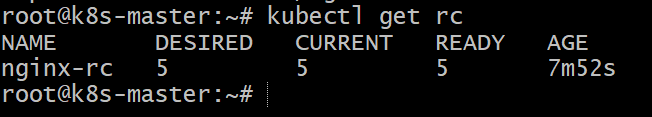 root@k8s-master:~# kubectl get rc
NAME DESIRED CURRENT READY AGE
nginx-rc 5 5 5 7m52s
root@k8s-master:~#